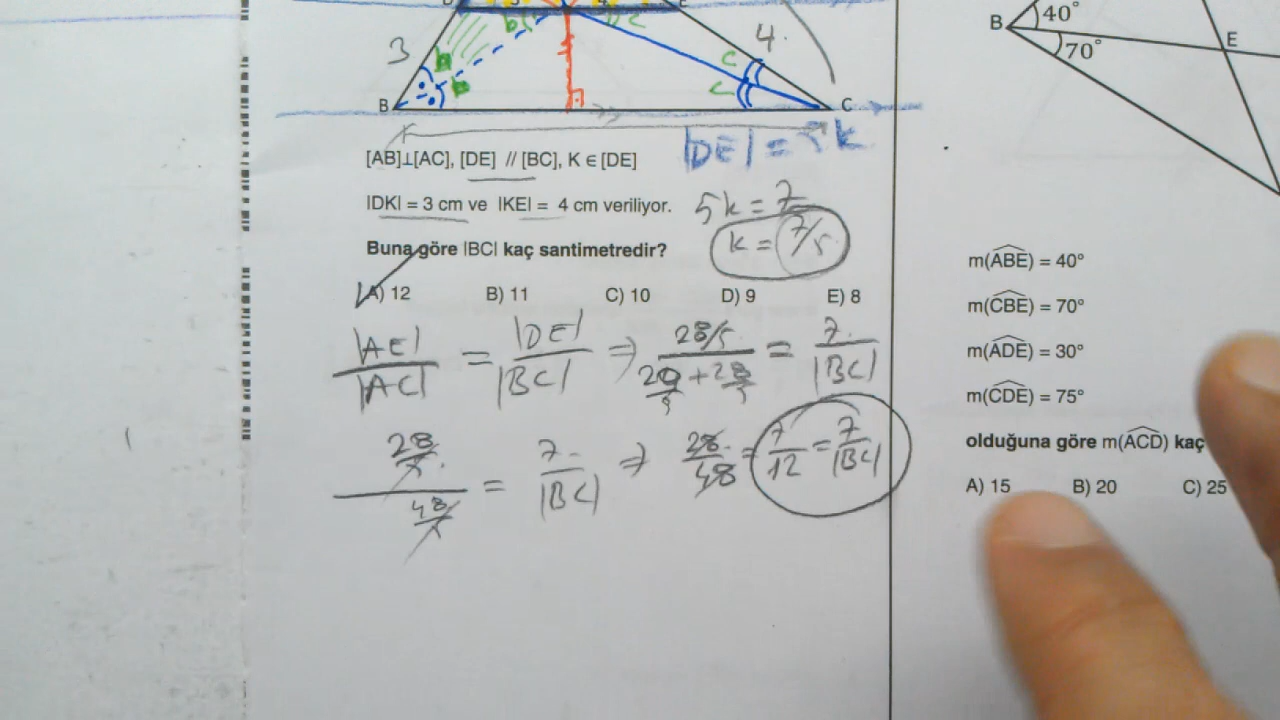 3
4
c
c
B
C
|DE| = 5k
[AB]⊥[AC], [DE] // [BC], K ∈ [DE]
|DK| = 3 cm ve |KE| = 4 cm veriliyor.
5k = 7
k = 7/5
Buna göre |BC| kaç santimetredir?
A) 12 B) 11 C) 10 D) 9 E) 8
|AE|/|AC| = |DE|/|BC| ⇒ (28/5)/(20/5 + 28/5) = 7/|BC|
(28/5)/(48/5) = 7/|BC| ⇒ 28/48 = 7/12 = 7/|BC|
B
40°
70°
E
m(ABE) = 40°
m(CBE) = 70°
m(ADE) = 30°
m(CDE) = 75°
olduğuna göre m(ACD) kaç
A) 15 B) 20 C) 25